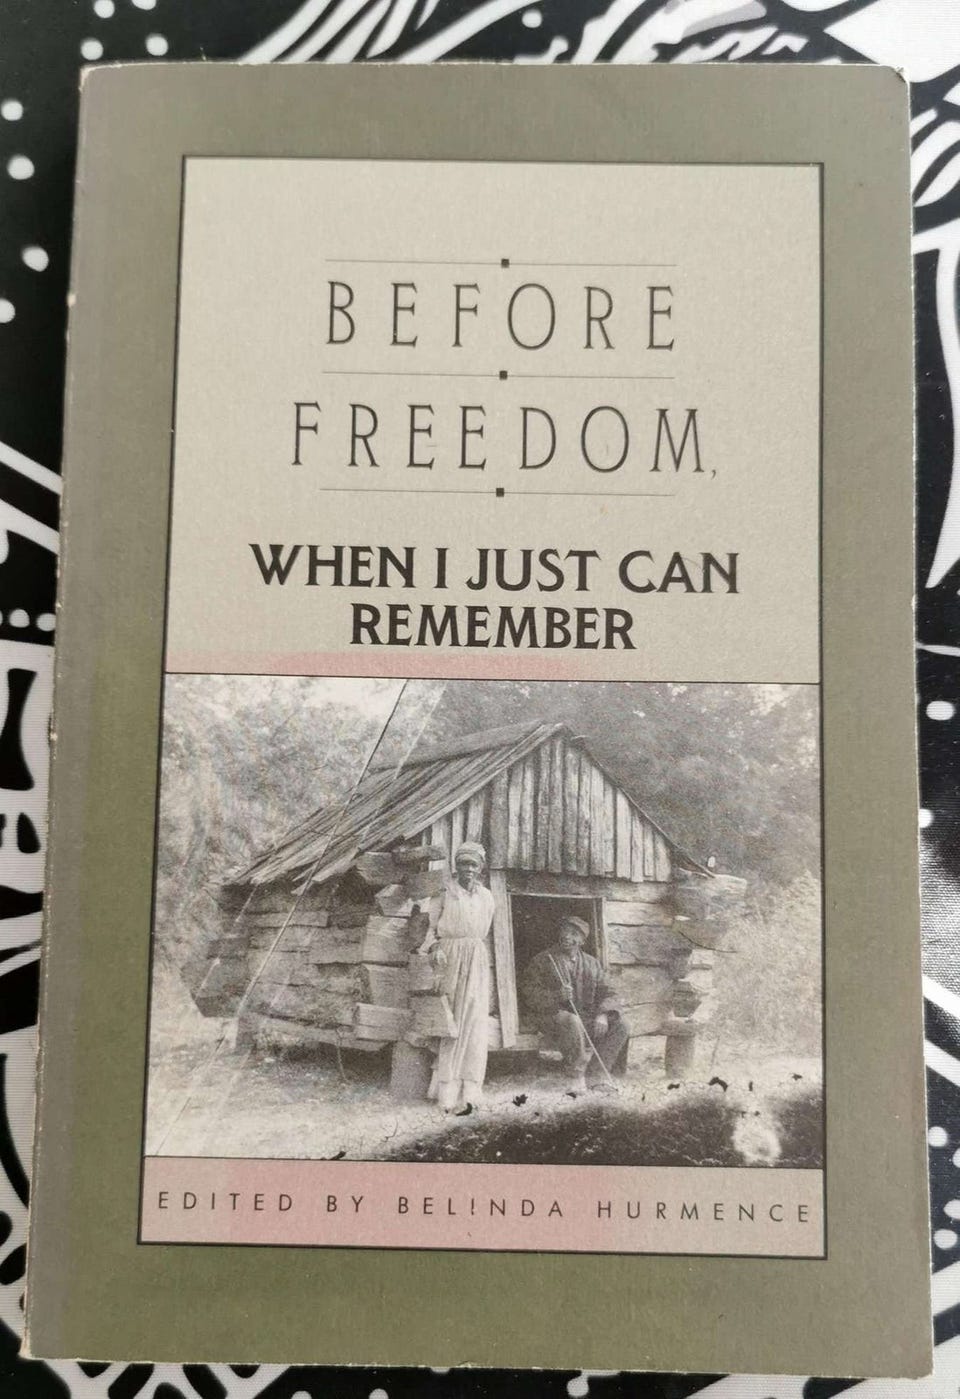 BEFORE
FREEDOM,
WHEN I JUST CAN
REMEMBER
EDITED BY BELINDA HURMENCE